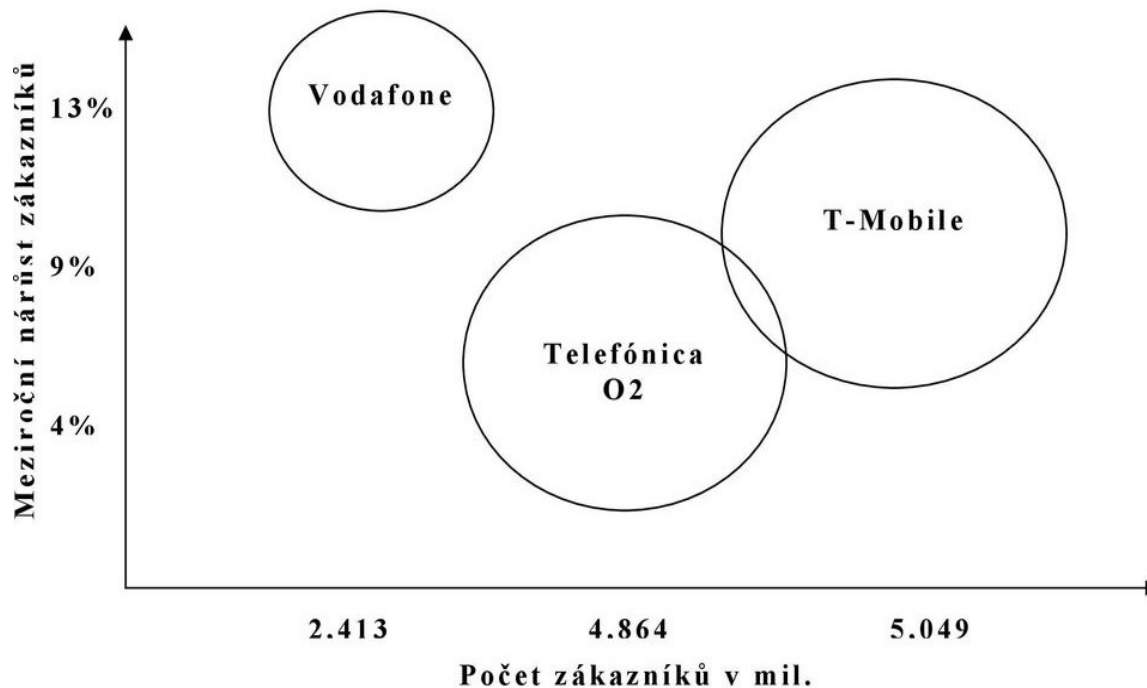 Meziroční nárůst zákazníků
13%
9%
4%
Vodafone
T-Mobile
Telefónica
O2
2.413
4.864
5.049
Počet zákazníků v mil.